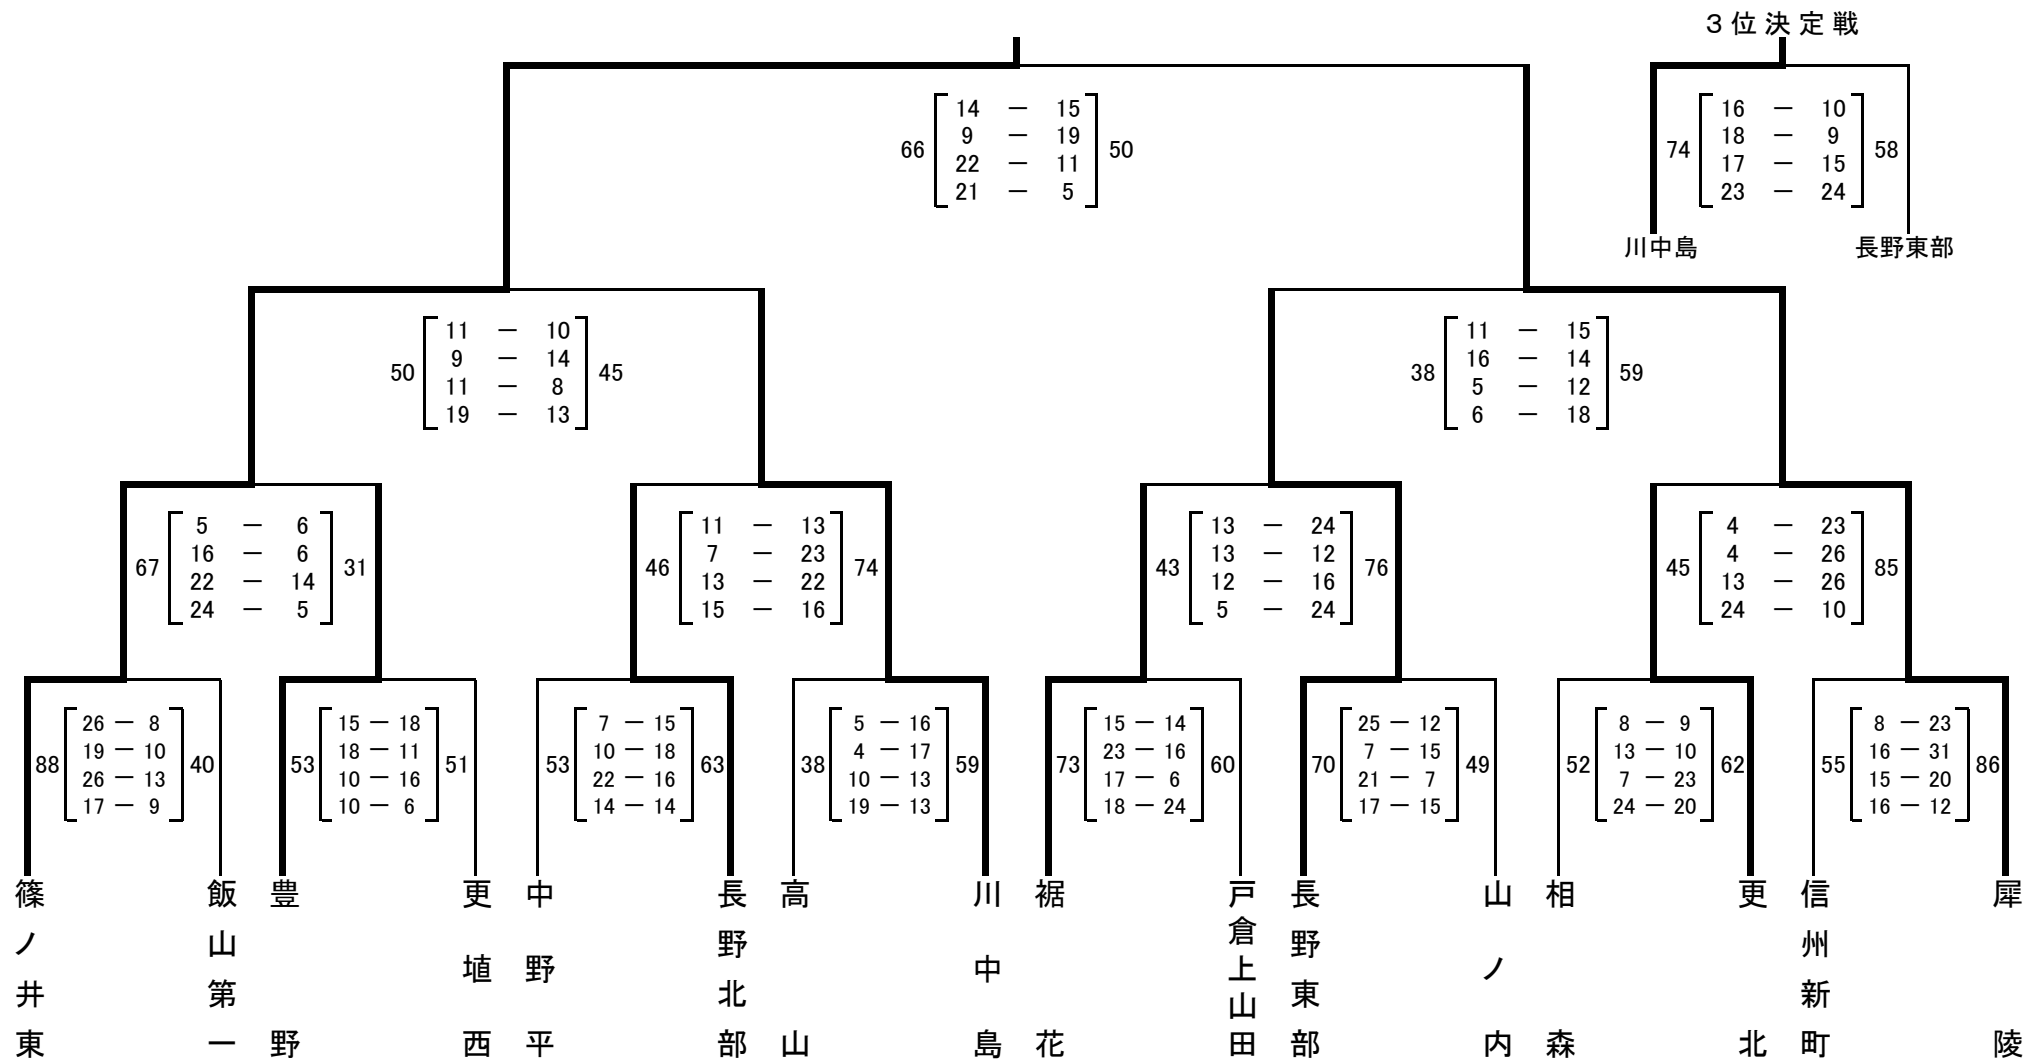 ３位決定戦
14 － 15
9 － 19
66 50
22 － 11
21 － 5
16 － 10
18 － 9
74 58
17 － 15
23 － 24
川中島 長野東部
11 － 10
9 － 14
50 45
11 － 8
19 － 13
11 － 15
16 － 14
38 59
5 － 12
6 － 18
5 － 6
16 － 6
67 31
22 － 14
24 － 5
11 － 13
7 － 23
46 74
13 － 22
15 － 16
13 － 24
13 － 12
43 76
12 － 16
5 － 24
4 － 23
4 － 26
45 85
13 － 26
24 － 10
26 － 8
19 － 10
88 40
26 － 13
17 － 9
15 － 18
18 － 11
53 51
10 － 16
10 － 6
7 － 15
10 － 18
53 63
22 － 16
14 － 14
5 － 16
4 － 17
38 59
10 － 13
19 － 13
15 － 14
23 － 16
73 60
17 － 6
18 － 24
25 － 12
7 － 15
70 49
21 － 7
17 － 15
8 － 9
13 － 10
52 62
7 － 23
24 － 20
8 － 23
16 － 31
55 86
15 － 20
16 － 12
篠ノ井東
飯山第一
豊野
更埴西
中野平
長野北部
高山
川中島
裾花
戸倉上山田
長野東部
山ノ内
相森
更北
信州新町
犀陵